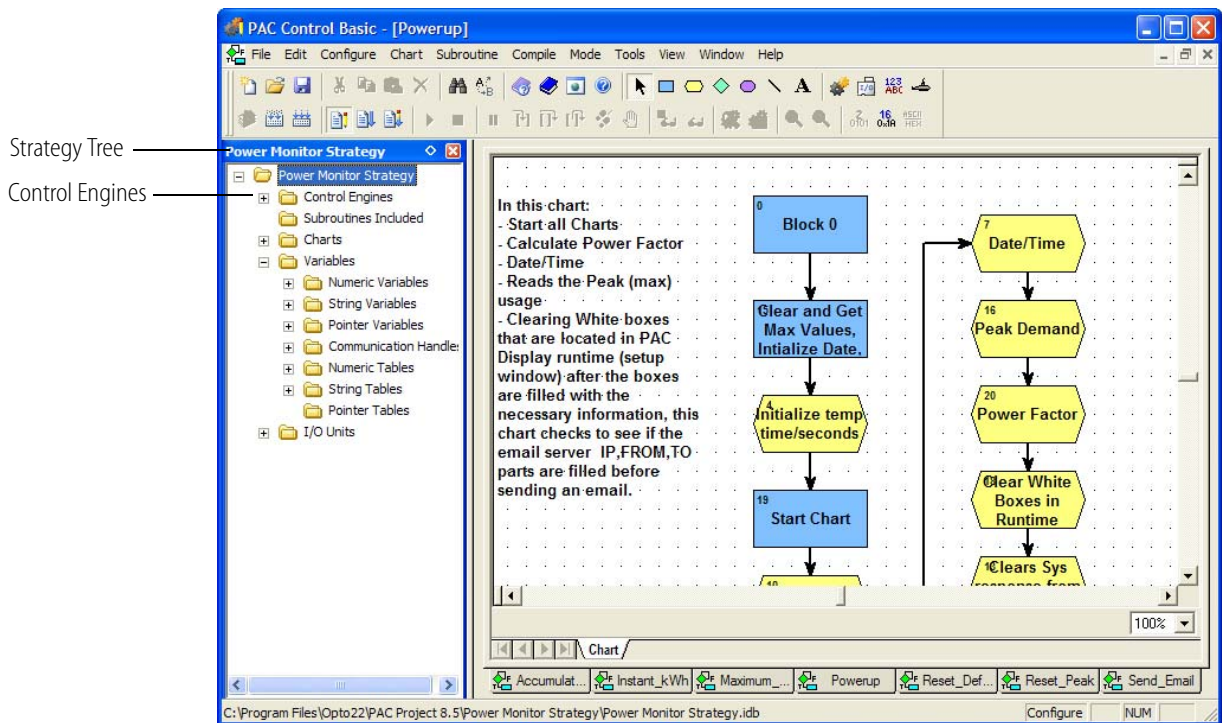 PAC Control Basic - [Powerup]
File Edit Configure Chart Subroutine Compile Mode Tools View Window Help
Strategy Tree
Control Engines
Power Monitor Strategy
Power Monitor Strategy
Control Engines
Subroutines Included
Charts
Variables
Numeric Variables
String Variables
Pointer Variables
Communication Handle
Numeric Tables
String Tables
Pointer Tables
I/O Units
In this chart:
- Start all Charts
- Calculate Power Factor
- Date/Time
- Reads the Peak (max)
usage
- Clearing White boxes
that are located in PAC
Display runtime (setup
window) after the boxes
are filled with the
necessary information, this
chart checks to see if the
email server IP,FROM,TO
parts are filled before
sending an email.
0
Block 0
Clear and Get
Max Values,
Intialize Date,
4
Initialize temp
time/seconds
19
Start Chart
10
7
Date/Time
16
Peak Demand
20
Power Factor
Clear White
Boxes in
Runtime
Clears Sys
response from
100%
Chart
Accumulat... Instant_kWh Maximum_... Powerup Reset_Def... Reset_Peak Send_Email
C:\Program Files\Opto22\PAC Project 8.5\Power Monitor Strategy\Power Monitor Strategy.idb Configure NUM